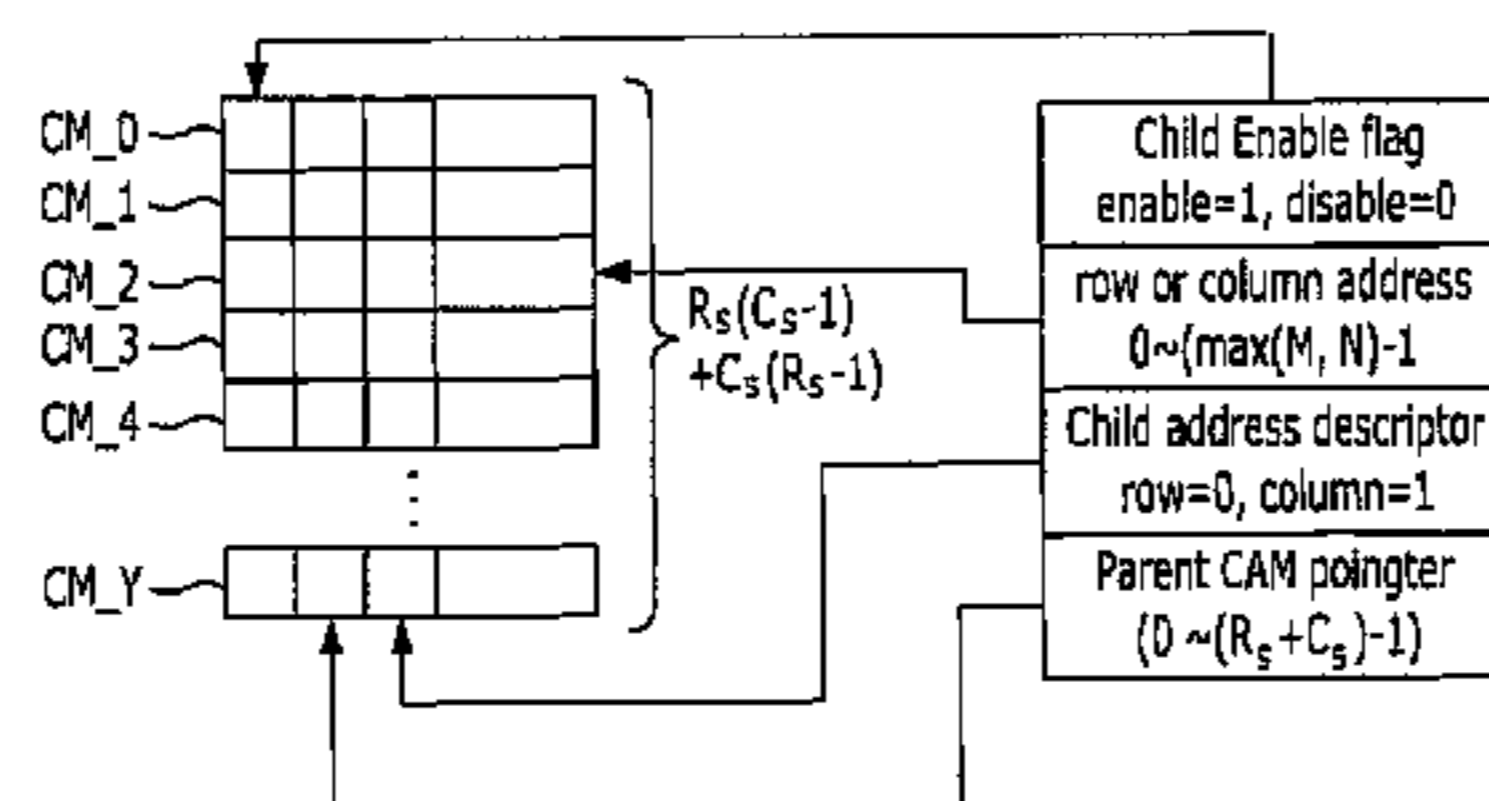 CM_0
CM_1
CM_2
CM_3
CM_4
CM_Y
Rs(Cs-1)
+Cs(Rs-1)
Child Enable flag
enable=1, disable=0
row or column address
0~(max(M, N)-1
Child address descriptor
row=0, column=1
Parent CAM poingter
(0 ~(Rs+Cs)-1)